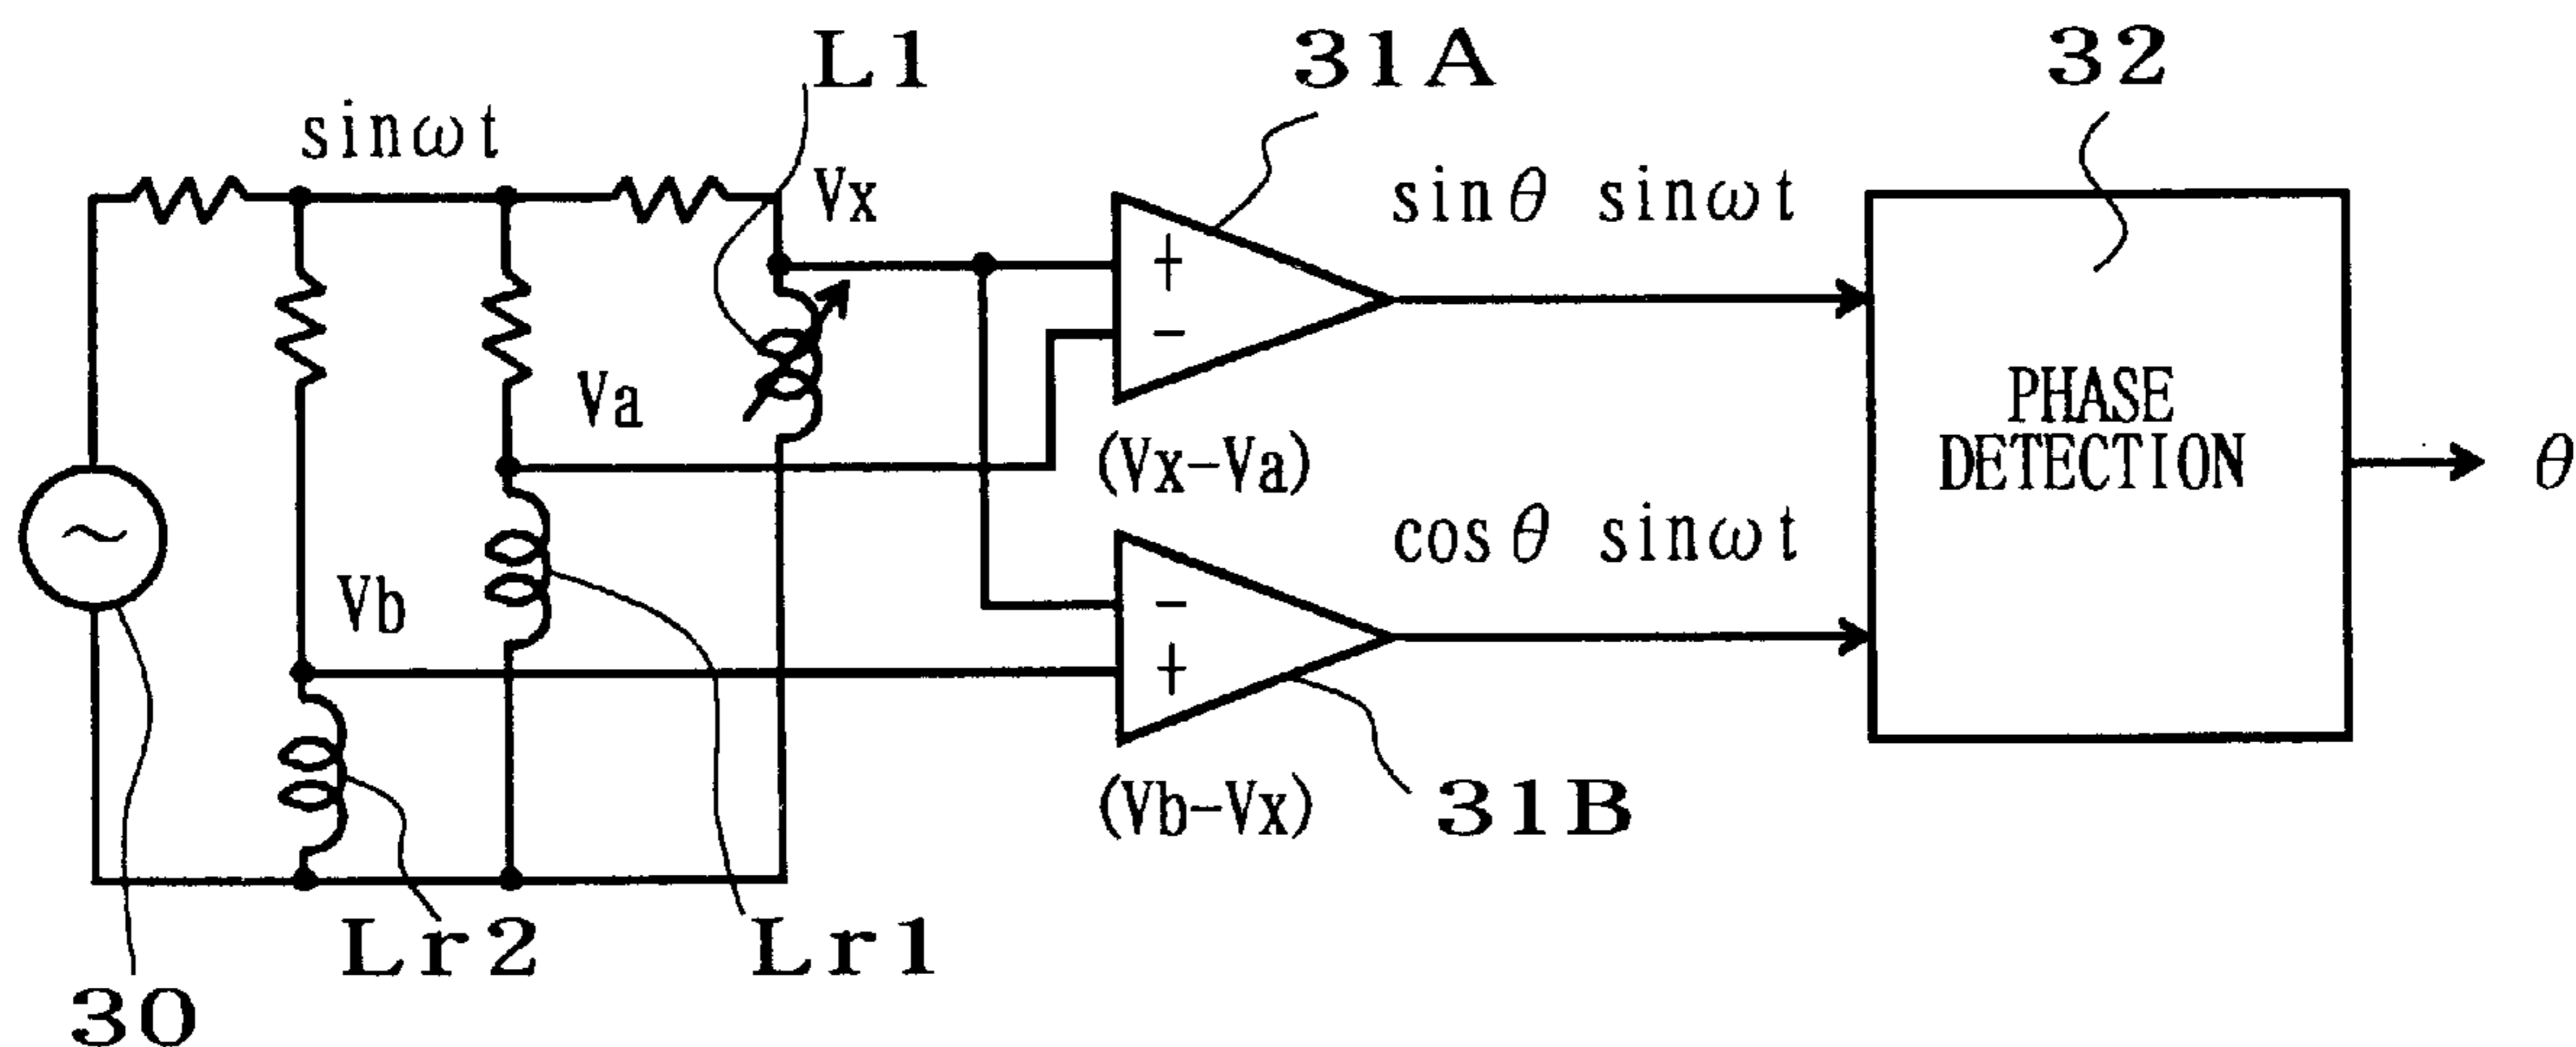 L1
31A
32
sinωt
Vx
sinθ sinωt
+
−
PHASE
DETECTION
Va
(Vx−Va)
θ
cosθ sinωt
Vb
−
+
(Vb−Vx)
31B
Lr2
Lr1
30